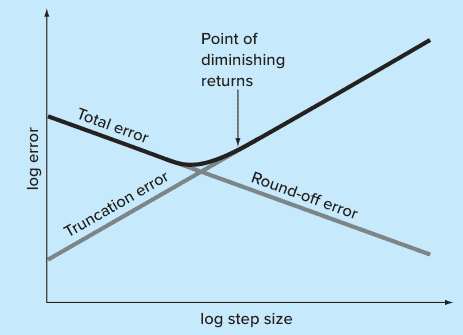 Point of
diminishing
returns
Total error
Truncation error
Round-off error
log error
log step size